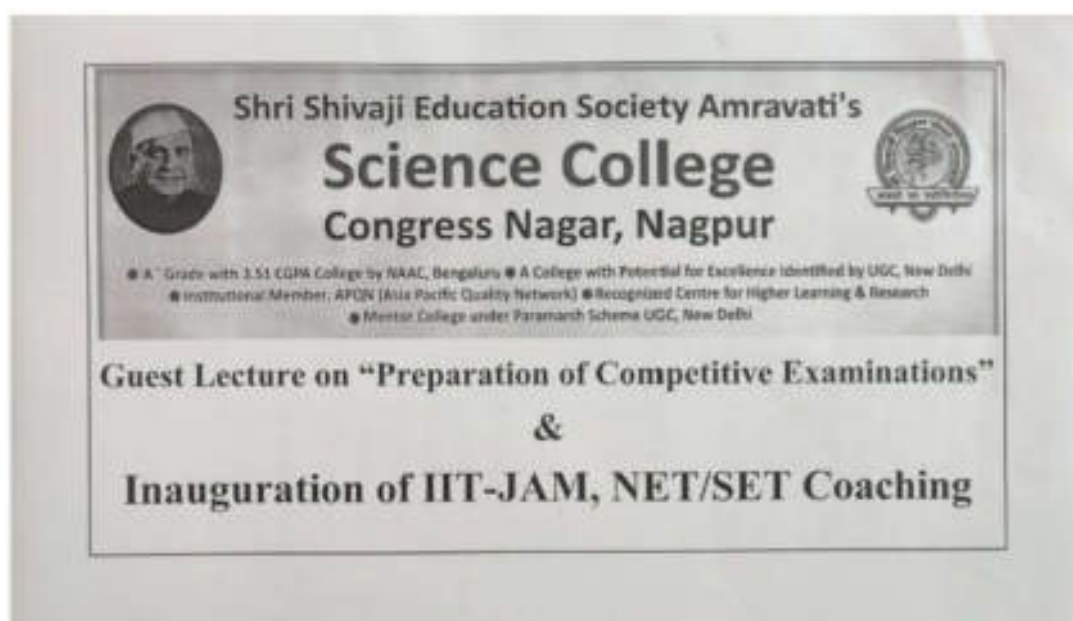 Shri Shivaji Education Society Amravati's
Science College
Congress Nagar, Nagpur
● A⁺ Grade with 3.51 CGPA College by NAAC, Bengaluru ● A College with Potential for Excellence Identified by UGC, New Delhi
● Institutional Member: APQN (Asia Pacific Quality Network) ● Recognized Centre for Higher Learning & Research
● Mentor College under Paramarsh Scheme UGC, New Delhi
Guest Lecture on “Preparation of Competitive Examinations”
&
Inauguration of IIT-JAM, NET/SET Coaching